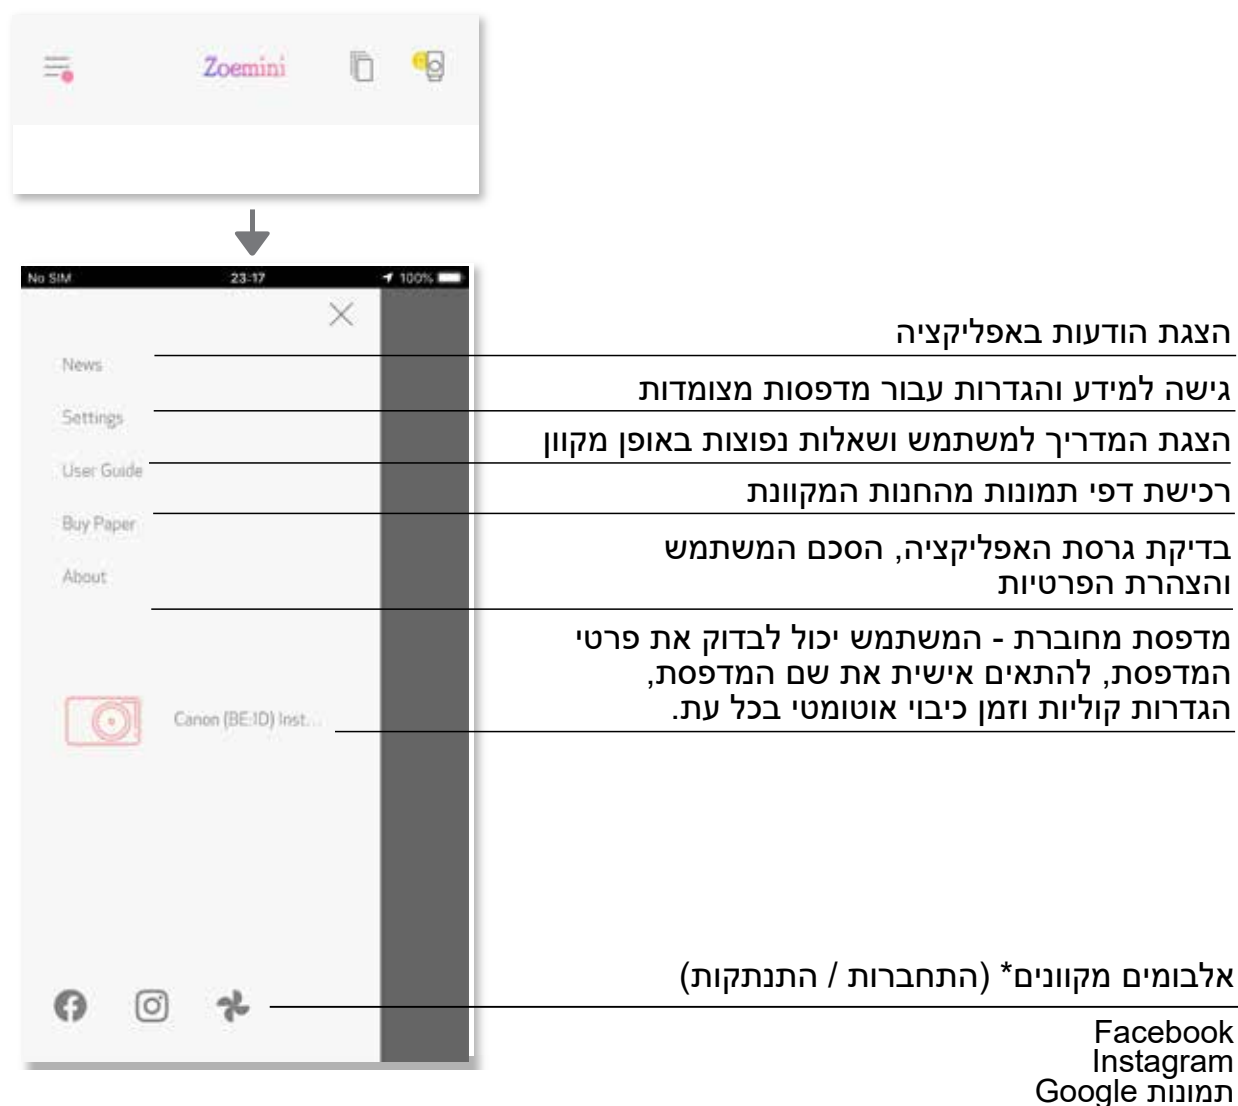 Zoemini
No SIM 23:17 100%
הצגת הודעות באפליקציה
News
גישה למידע והגדרות עבור מדפסות מצומדות
Settings
הצגת המדריך למשתמש ושאלות נפוצות באופן מקוון
User Guide
רכישת דפי תמונות מהחנות המקוונת
Buy Paper
בדיקת גרסת האפליקציה, הסכם המשתמש
והצהרת הפרטיות
About
מדפסת מחוברת - המשתמש יכול לבדוק את פרטי
המדפסת, להתאים אישית את שם המדפסת,
הגדרות קוליות וזמן כיבוי אוטומטי בכל עת.
Canon (BE:1D) Inst...
אלבומים מקוונים* (התחברות / התנתקות)
Facebook
Instagram
תמונות Google